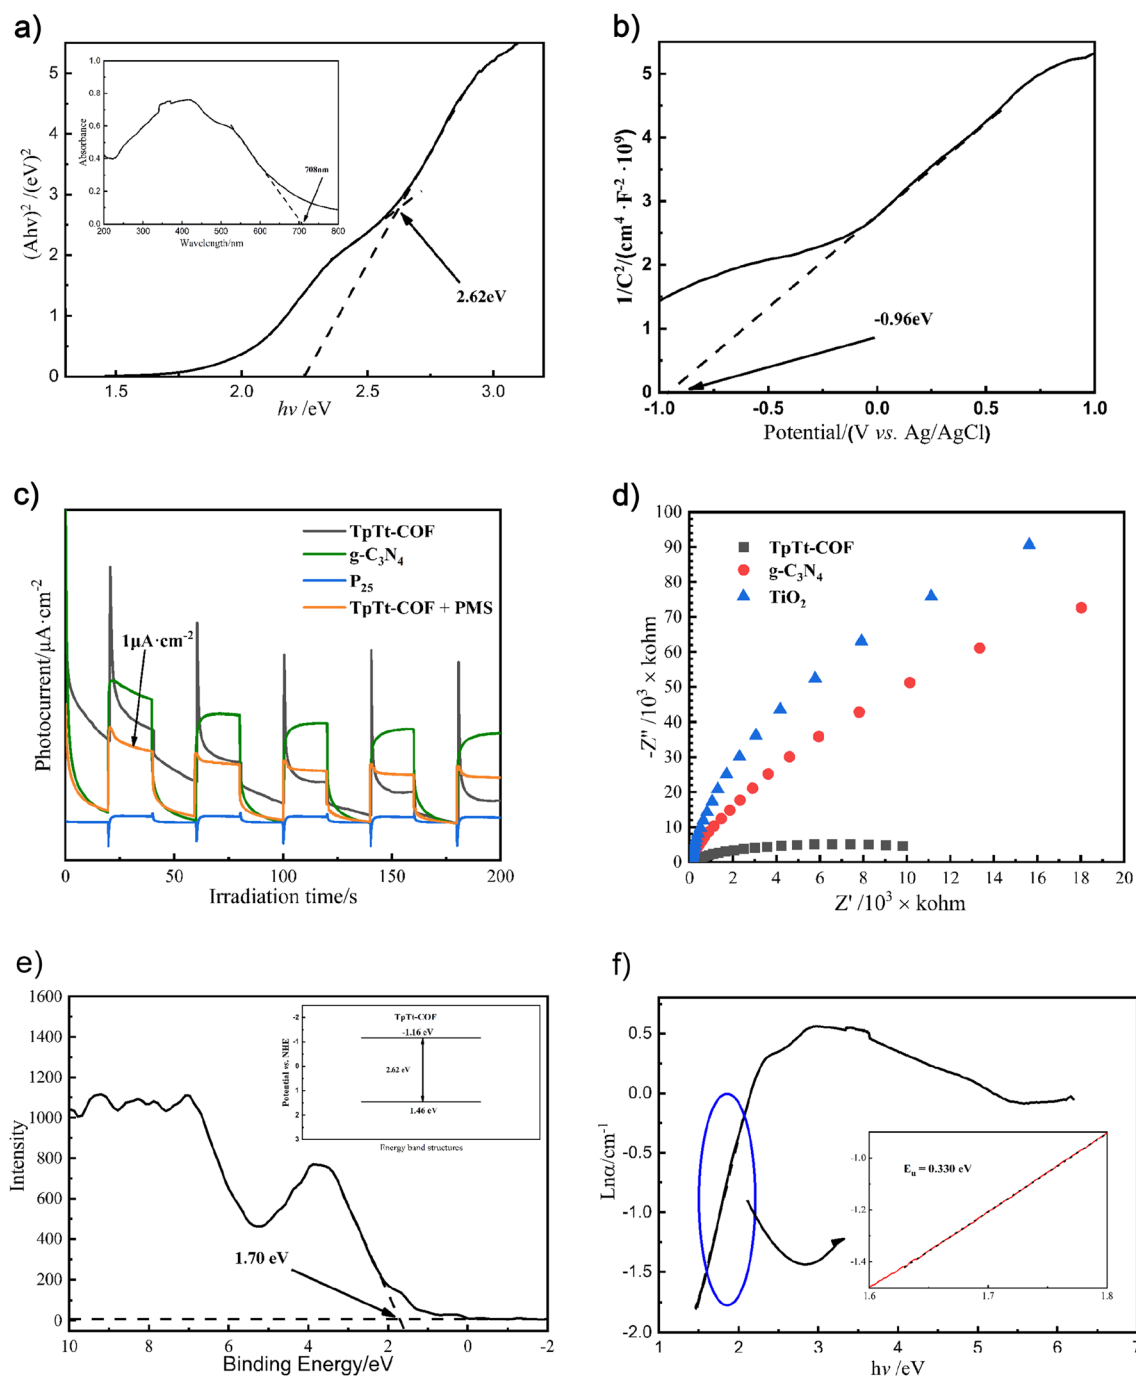 a)
(Ahv)² /(eV)²
5
4
3
2
1
0
1.5
2.0
2.5
3.0
hv /eV
2.62eV
Absorbance
1.0
0.8
0.6
0.4
0.2
0.0
200
300
400
500
600
700
800
Wavelength/nm
708nm
b)
1/C²/(cm⁴ ·F⁻² ·10⁹)
6
5
4
3
2
1
0
-1.0
-0.5
0.0
0.5
1.0
Potential/(V vs. Ag/AgCl)
-0.96eV
c)
Photocurrent/μA·cm⁻²
TpTt-COF
g-C₃N₄
P₂₅
TpTt-COF + PMS
1μA·cm⁻²
0
50
100
150
200
Irradiation time/s
d)
-Z'' /10³ × kohm
100
90
80
70
60
50
40
30
20
10
0
TpTt-COF
g-C₃N₄
TiO₂
0
2
4
6
8
10
12
14
16
18
20
Z' /10³ × kohm
e)
Intensity
1600
1400
1200
1000
800
600
400
200
0
10
8
6
4
2
0
-2
Binding Energy/eV
1.70 eV
Potential vs. NHE
-2
-1
0
1
2
3
TpTt-COF
-1.16 eV
2.62 eV
1.46 eV
Energy band structures
f)
Lnα/cm⁻¹
0.5
0.0
-0.5
-1.0
-1.5
-2.0
1
2
3
4
5
6
7
hv /eV
Eᵤ = 0.330 eV
-1.0
-1.2
-1.4
1.6
1.7
1.8